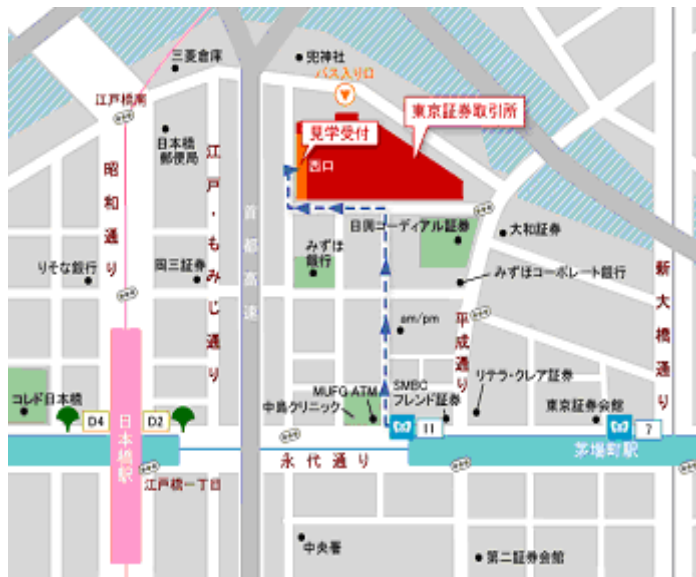 三菱倉庫
兜神社
バス入り口
江戸橋南
東京証券取引所
見学受付
日本橋
郵便局
西口
昭和通り
江戸・もみじ通り
首都高速
日興コーディアル証券
大和証券
みずほ
銀行
りそな銀行
岡三証券
みずほコーポレート銀行
新大橋通り
am/pm
平成通り
コレド日本橋
MUFG ATM
SMBC
フレンド証券
リテラ・クレア証券
中島クリニック
東京証券会館
D4
D2
11
7
日本橋駅
茅場町駅
永代通り
江戸橋一丁目
中央署
第二証券会館